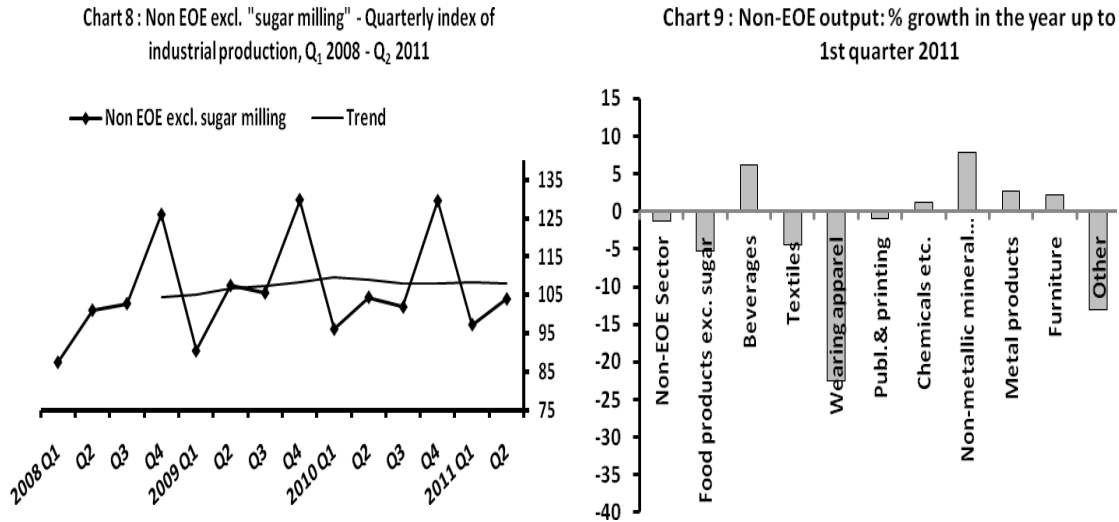 Chart 8 : Non EOE excl. "sugar milling" - Quarterly index of
industrial production, Q1 2008 - Q2 2011
Non EOE excl. sugar milling
Trend
135
125
115
105
95
85
75
2008 Q1
Q2
Q3
Q4
2009 Q1
Q2
Q3
Q4
2010 Q1
Q2
Q3
Q4
2011 Q1
Q2
Chart 9 : Non-EOE output: % growth in the year up to
1st quarter 2011
15
10
5
0
-5
-10
-15
-20
-25
-30
-35
-40
Non-EOE Sector
Food products exc. sugar
Beverages
Textiles
Wearing apparel
Publ.& printing
Chemicals etc.
Non-metallic mineral...
Metal products
Furniture
Other